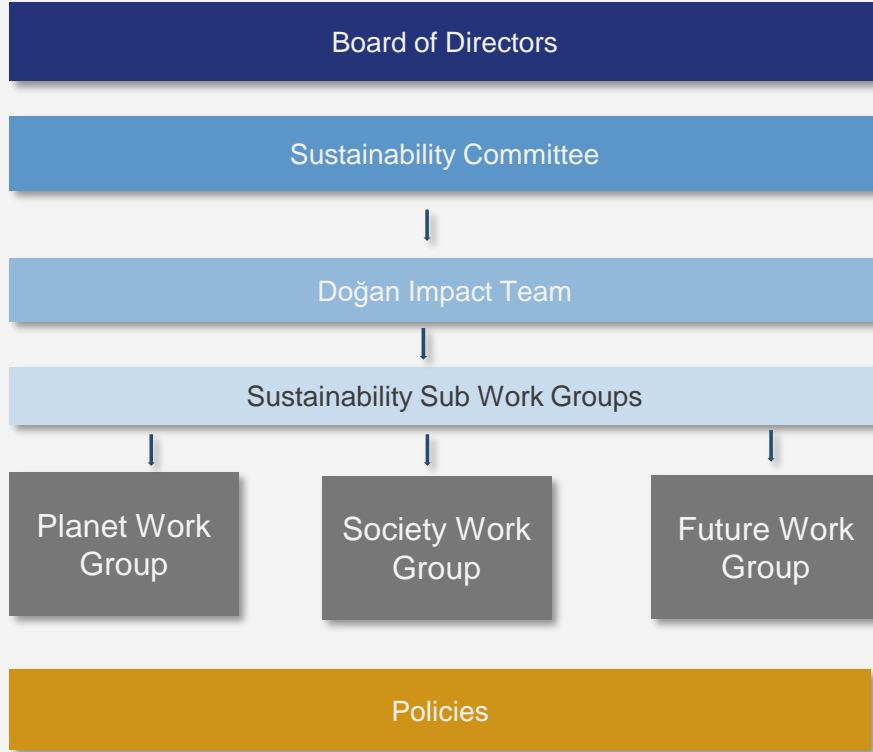 Board of Directors
Sustainability Committee
Doğan Impact Team
Sustainability Sub Work Groups
Planet Work
Group
Society Work
Group
Future Work
Group
Policies